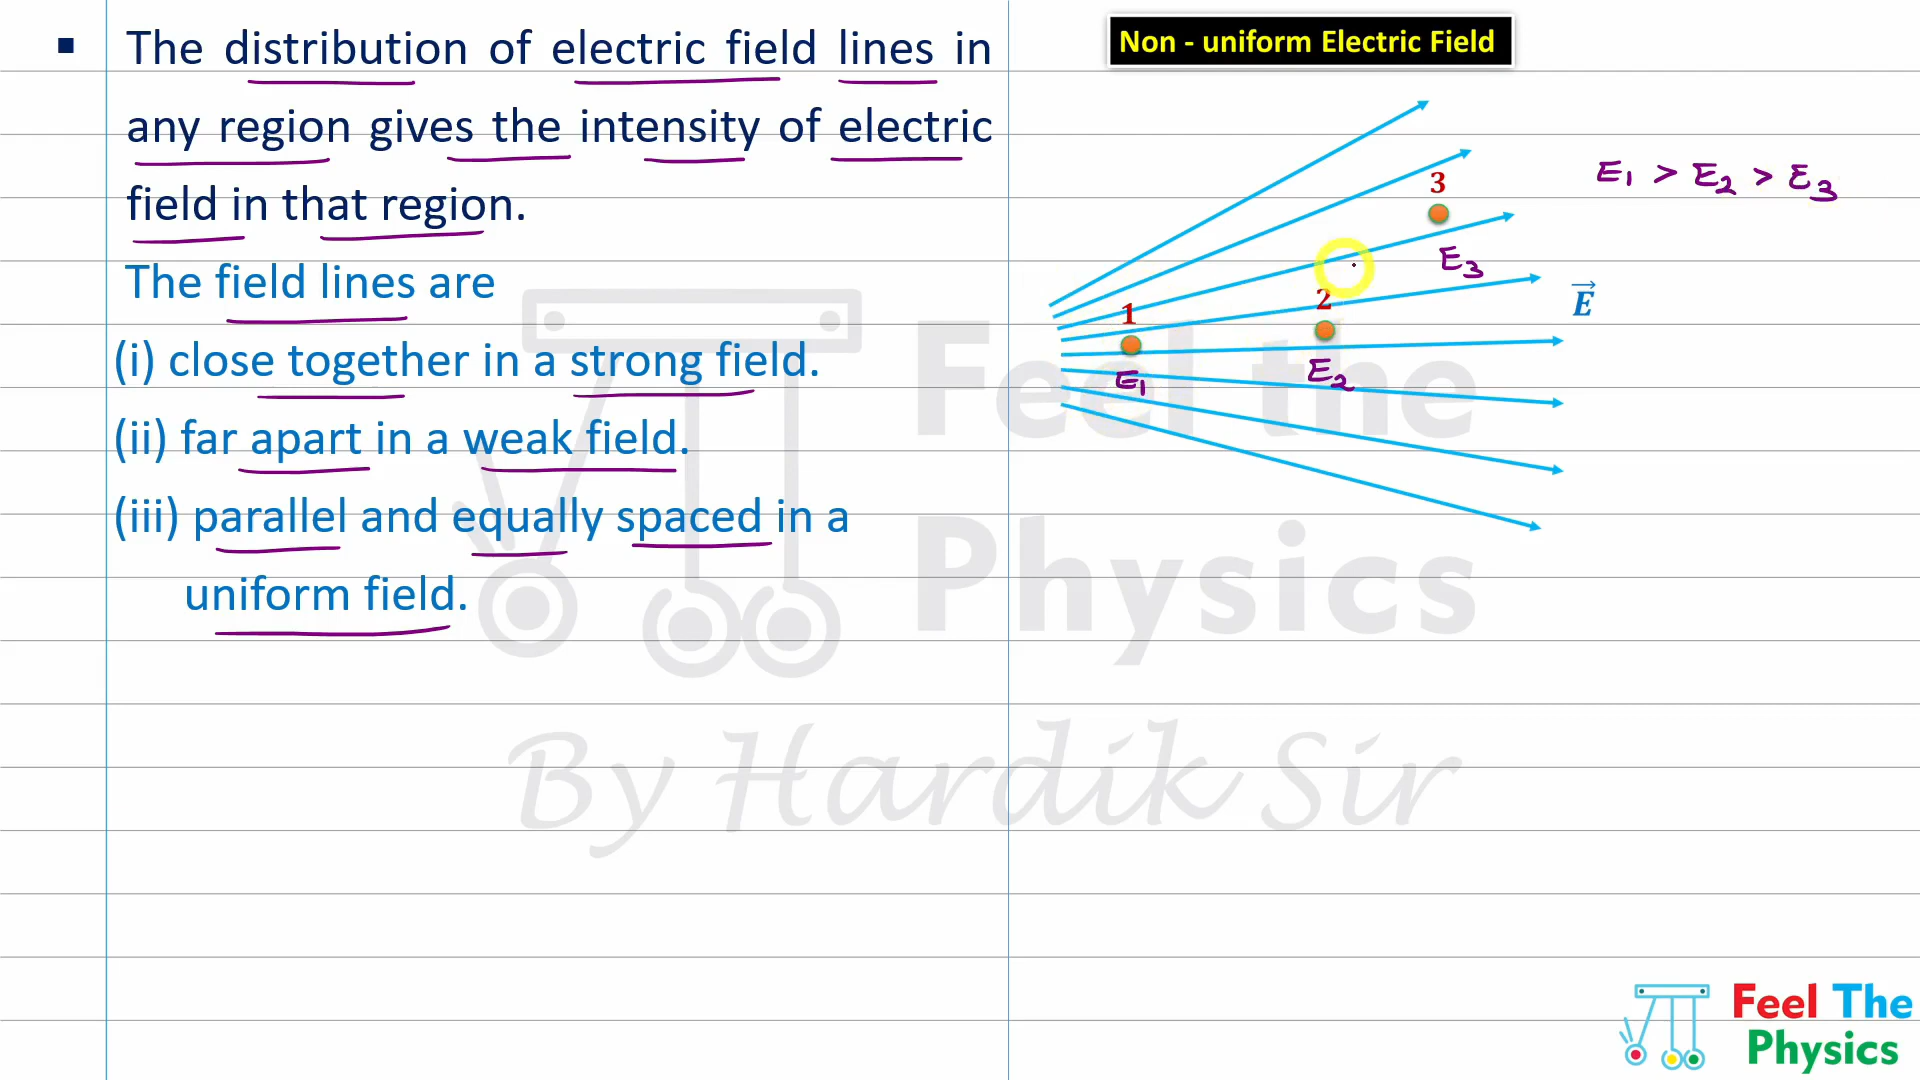 ▪ The distribution of electric field lines in
any region gives the intensity of electric
field in that region.
The field lines are
(i) close together in a strong field.
(ii) far apart in a weak field.
(iii) parallel and equally spaced in a
uniform field.
Non - uniform Electric Field
E₁ > E₂ > E₃
3
E₃
2
E⃗
1
E₂
E₁
Feel the
Physics
By Hardik Sir
Feel The
Physics